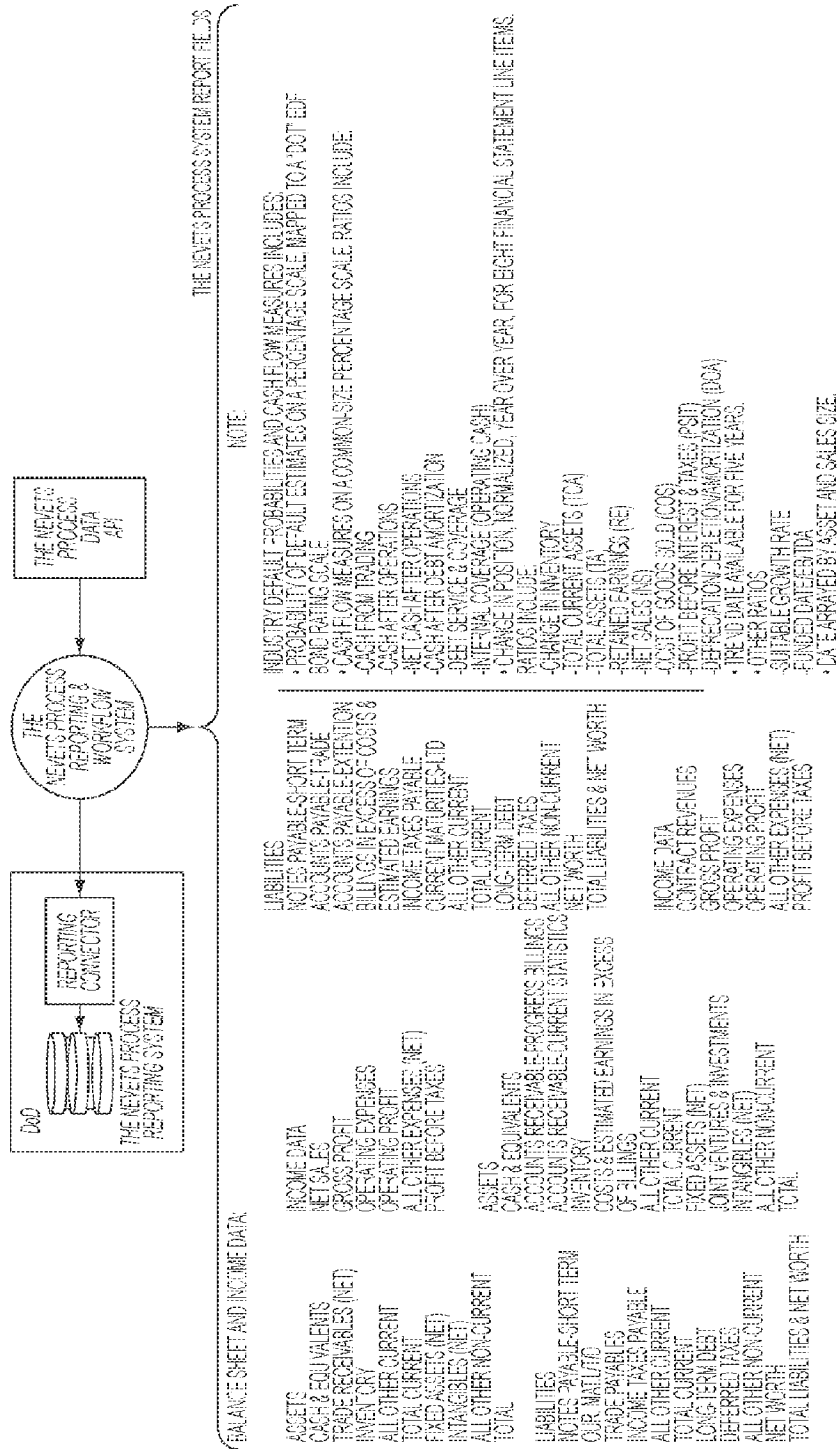 DoD
REPORTING
CONNECTOR
THE NEVETS PROCESS
REPORTING SYSTEM
THE
NEVETS PROCESS
REPORTING &
WORKFLOW
SYSTEM
THE NEVETS
PROCESS
DATA
API
THE NEVETS PROCESS SYSTEM REPORT FIELDS
BALANCE SHEET AND INCOME DATA:
ASSETS
CASH & EQUIVALENTS
TRADE RECEIVABLES (NET)
INVENTORY
ALL OTHER CURRENT
TOTAL CURRENT
FIXED ASSETS (NET)
INTANGIBLES (NET)
ALL OTHER NON-CURRENT
TOTAL
LIABILITIES
NOTES PAYABLE-SHORT TERM
CUR. MAT L/T/D
TRADE PAYABLES
INCOME TAXES PAYABLE
ALL OTHER CURRENT
TOTAL CURRENT
LONG-TERM DEBT
DEFERRED TAXES
ALL OTHER NON-CURRENT
NET WORTH
TOTAL LIABILITIES & NET WORTH
INCOME DATA
NET SALES
GROSS PROFIT
OPERATING EXPENSES
OPERATING PROFIT
ALL OTHER EXPENSES (NET)
PROFIT BEFORE TAXES
ASSETS
CASH & EQUIVALENTS
ACCOUNTS RECEIVABLE-PROGRESS BILLINGS
ACCOUNTS RECEIVABLE-CURRENT STATISTICS
INVENTORY
COSTS & ESTIMATED EARNINGS IN EXCESS
OF BILLINGS
ALL OTHER CURRENT
TOTAL CURRENT
FIXED ASSETS (NET)
JOINT VENTURES & INVESTMENTS
INTANGIBLES (NET)
ALL OTHER NON-CURRENT
TOTAL
LIABILITIES
NOTES PAYABLE-SHORT TERM
ACCOUNTS PAYABLE-TRADE
ACCOUNTS PAYABLE-EXTENTION
BILLINGS IN EXCESS OF COSTS &
ESTIMATED EARNINGS
INCOME TAXES PAYABLE
CURRENT MATURITIES-LTD
ALL OTHER CURRENT
TOTAL CURRENT
LONG-TERM DEBT
DEFERRED TAXES
ALL OTHER NON-CURRENT
NET WORTH
TOTAL LIABILITIES & NET WORTH
INCOME DATA
CONTRACT REVENUES
GROSS PROFIT
OPERATING EXPENSES
OPERATING PROFIT
ALL OTHER EXPENSES (NET)
PROFIT BEFORE TAXES
NOTE:
INDUSTRY DEFAULT PROBABILITIES AND CASH FLOW MEASURES INCLUDES:
• PROBABILITY OF DEFAULT ESTIMATES ON A PERCENTAGE SCALE, MAPPED TO A "DOT" EDF
BOND RATING SCALE
• CASH FLOW MEASURES ON A COMMON-SIZE PERCENTAGE SCALE. RATIOS INCLUDE:
-CASH FROM TRADING
-CASH AFTER OPERATIONS
-NET CASH AFTER OPERATIONS
-CASH AFTER DEBT AMORTIZATION
-DEBT SERVICE & COVERAGE
-INTERNAL COVERAGE (OPERATING CASH)
• CHANGE IN POSITION, NORMALIZED, YEAR OVER YEAR, FOR EIGHT FINANCIAL STATEMENT LINE ITEMS.
RATIOS INCLUDE
-CHANGE IN INVENTORY
-TOTAL CURRENT ASSETS (TCA)
-TOTAL ASSETS (TA)
-RETAINED EARNINGS (RE)
-NET SALES (NS)
-COST OF GOODS SOLD (COS)
-PROFIT BEFORE INTEREST & TAXES (PSIT)
-DEPRECIATION/DEPLETION/AMORTIZATION (DOA)
• TREND DATE AVAILABLE FOR FIVE YEARS.
• OTHER RATIOS
-SUITABLE GROWTH RATE
-FUNDED DATE/EBITDA
• DATE ARRAYED BY ASSET AND SALES SIZE.